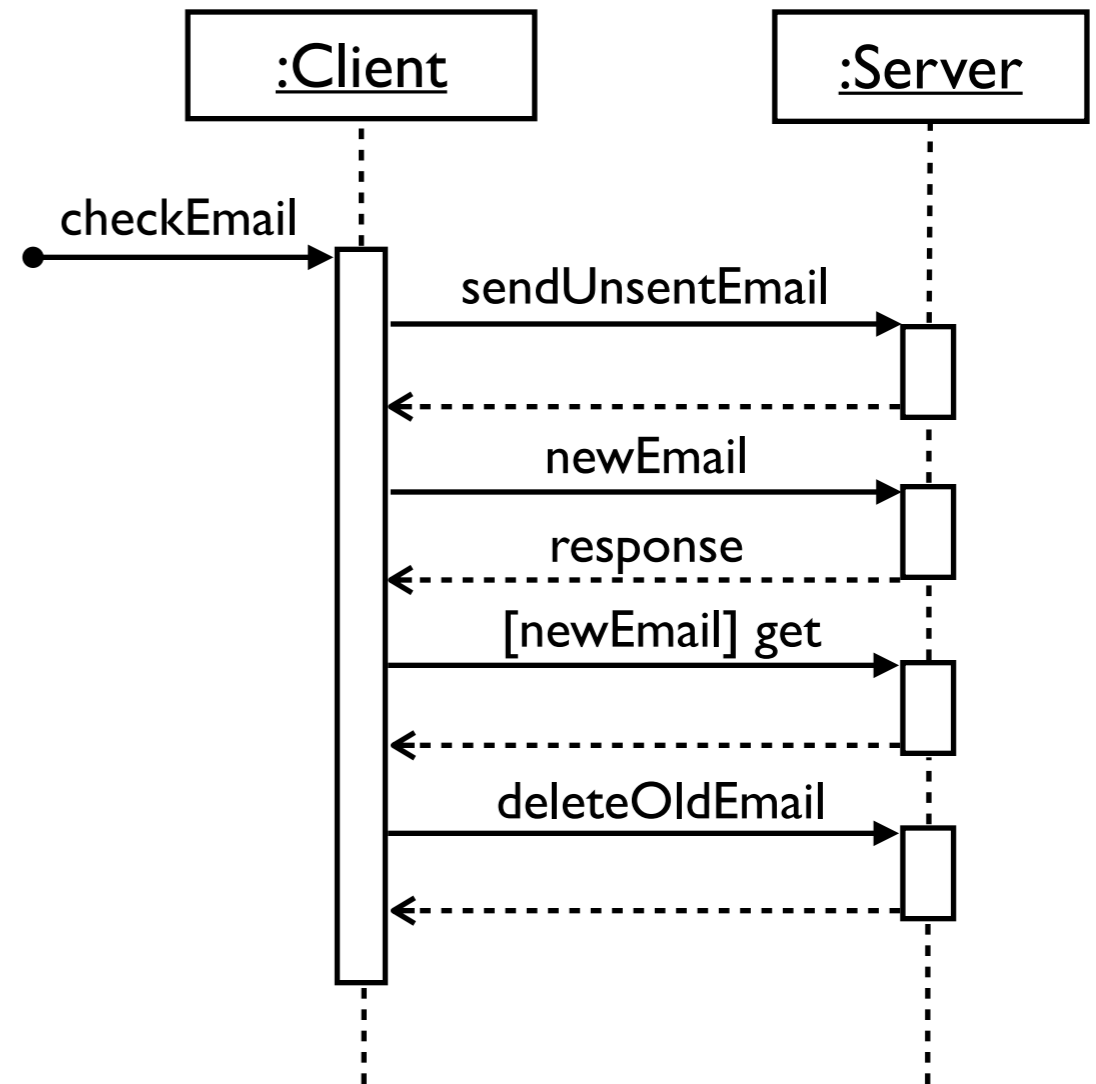 :Client
:Server
checkEmail
sendUnsentEmail
newEmail
response
[newEmail] get
deleteOldEmail